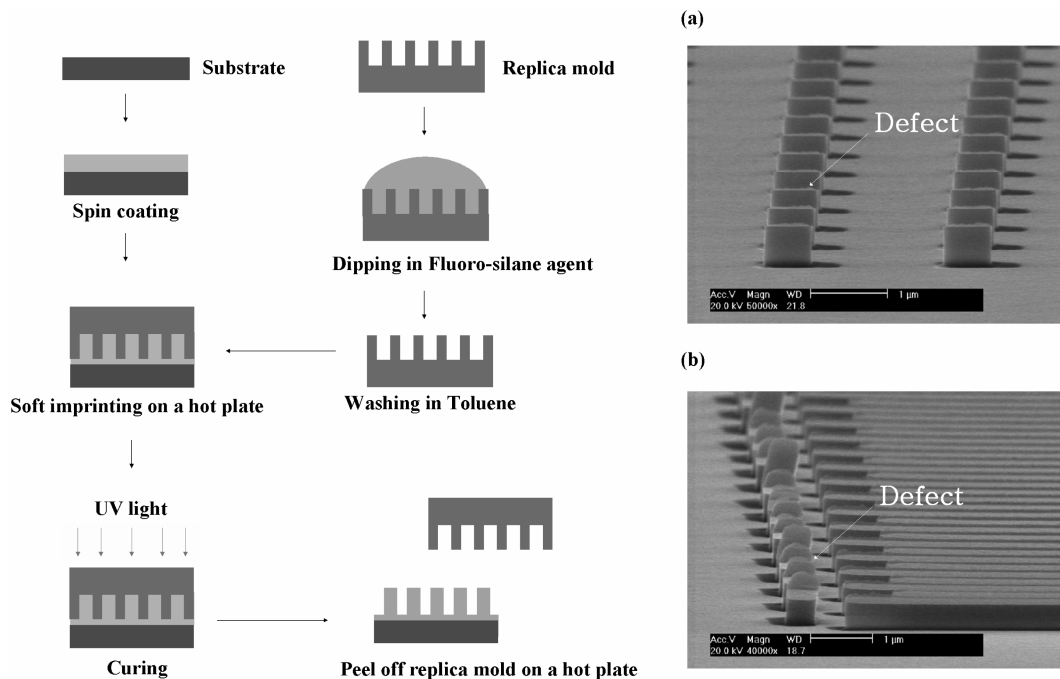 Substrate
Replica mold
Spin coating
Dipping in Fluoro-silane agent
Soft imprinting on a hot plate
Washing in Toluene
UV light
Curing
Peel off replica mold on a hot plate
(a)
Defect
Acc.V Magn WD 1 μm
20.0 kV 50000x 21.8
(b)
Defect
Acc.V Magn WD 1 μm
20.0 kV 40000x 18.7